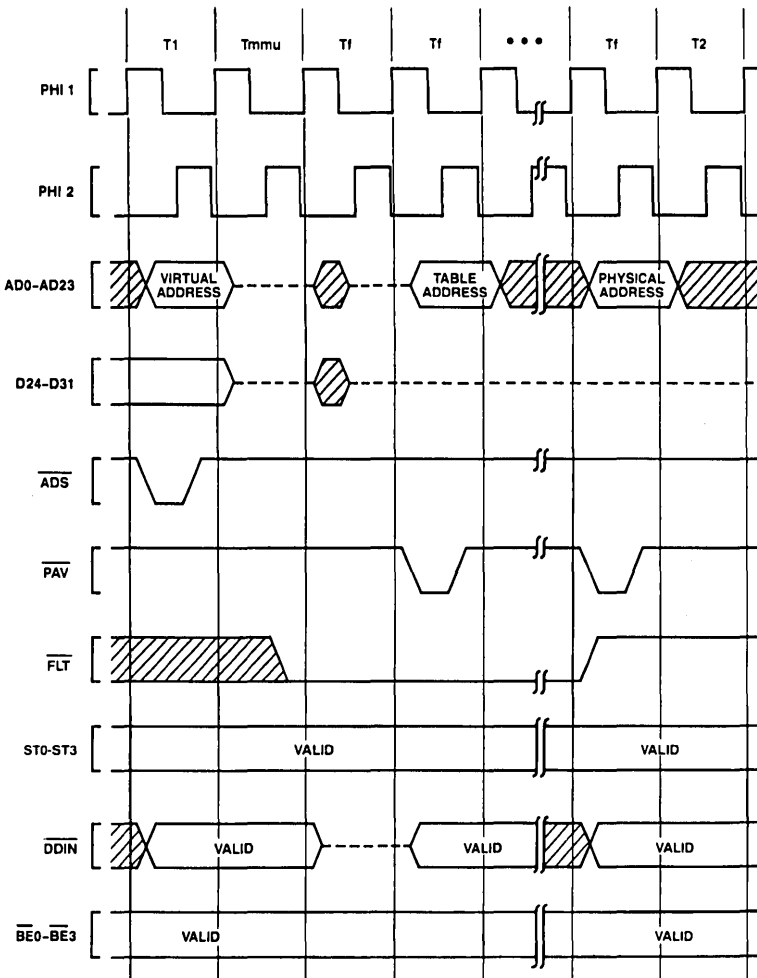 T1 Tmmu Tf Tf ••• Tf T2
PHI 1
PHI 2
AD0–AD23 VIRTUAL ADDRESS TABLE ADDRESS PHYSICAL ADDRESS
D24–D31
ADS
PAV
FLT
ST0-ST3 VALID VALID
DDIN VALID VALID VALID
BE0–BE3 VALID VALID